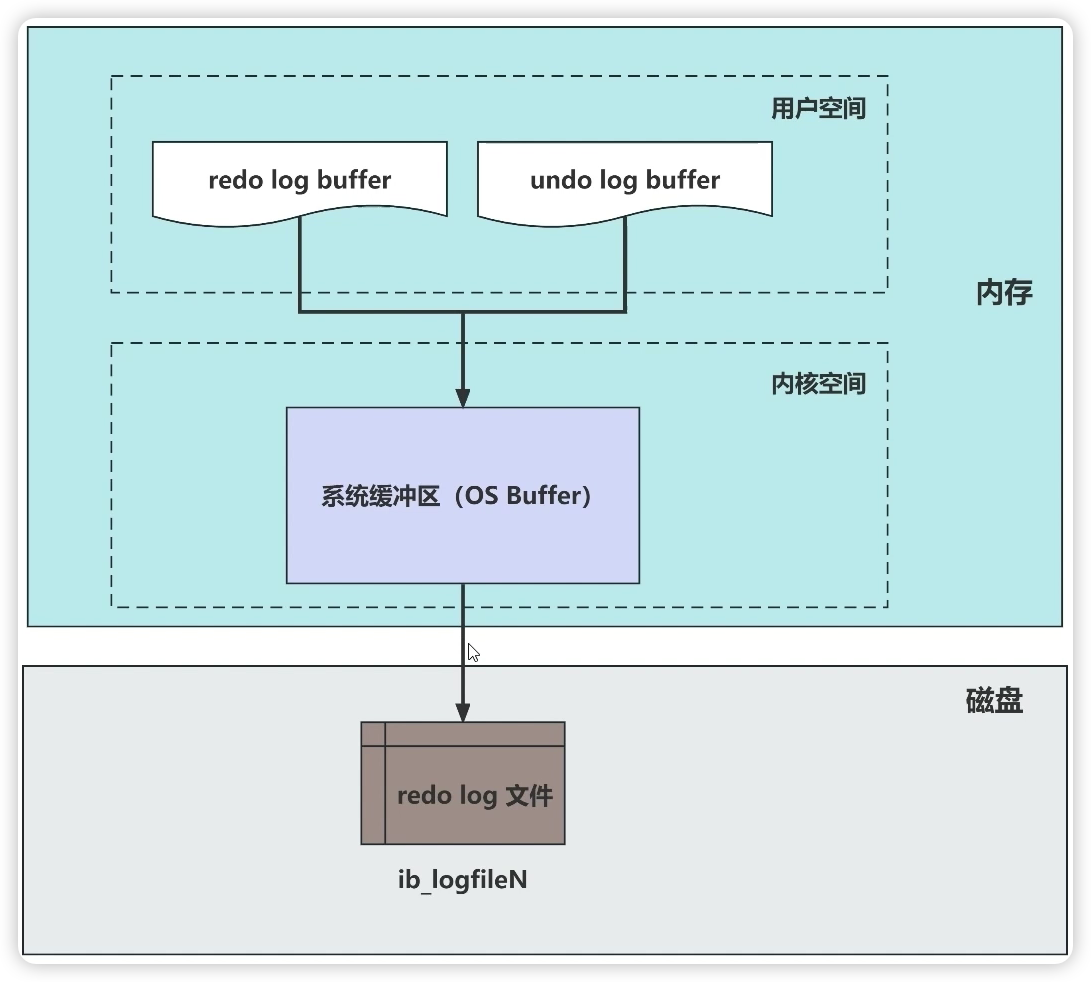 用户空间
redo log buffer
undo log buffer
内存
内核空间
系统缓冲区（OS Buffer）
磁盘
redo log 文件
ib_logfileN